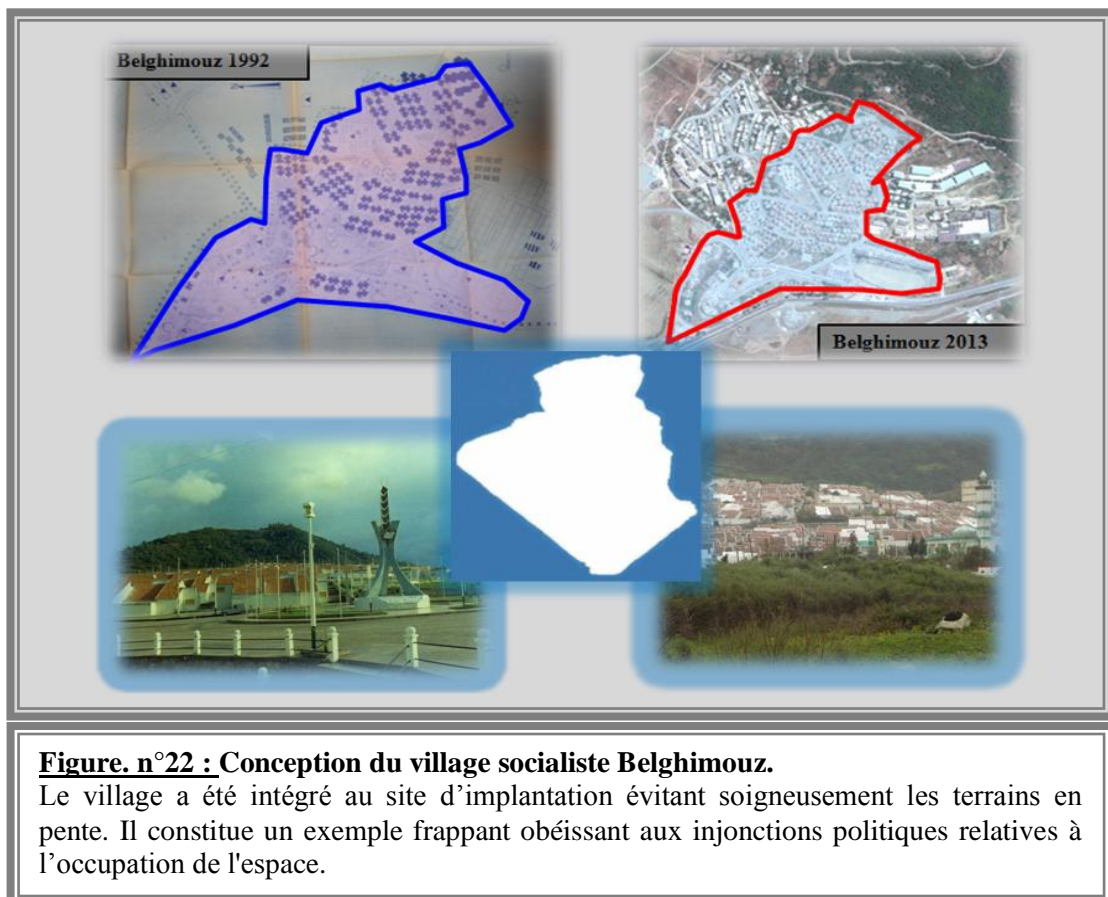 Belghimouz 1992
Belghimouz 2013
Figure. n°22 : Conception du village socialiste Belghimouz.
Le village a été intégré au site d’implantation évitant soigneusement les terrains en
pente. Il constitue un exemple frappant obéissant aux injonctions politiques relatives à
l’occupation de l'espace.